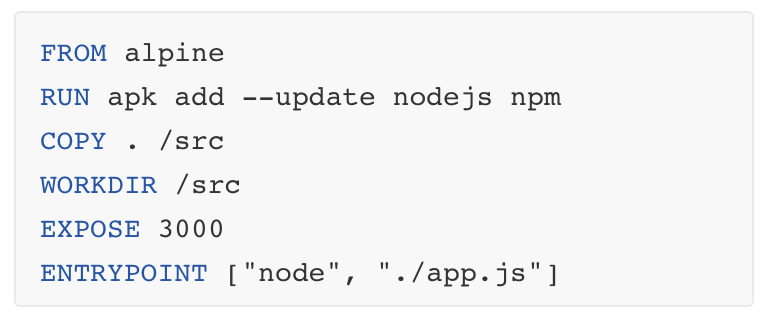 FROM alpine
RUN apk add --update nodejs npm
COPY . /src
WORKDIR /src
EXPOSE 3000
ENTRYPOINT ["node", "./app.js"]